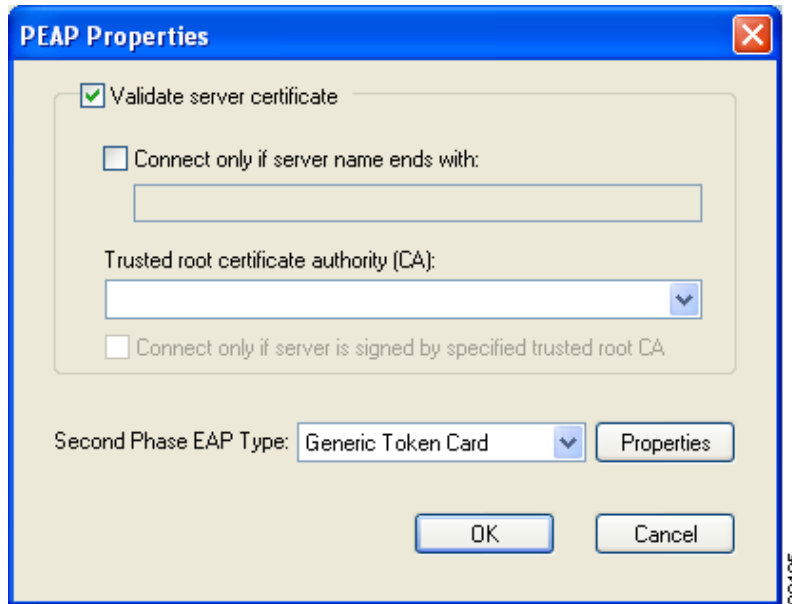 PEAP Properties
Validate server certificate
Connect only if server name ends with:
Trusted root certificate authority (CA):
Connect only if server is signed by specified trusted root CA
Second Phase EAP Type: Generic Token Card Properties
OK Cancel